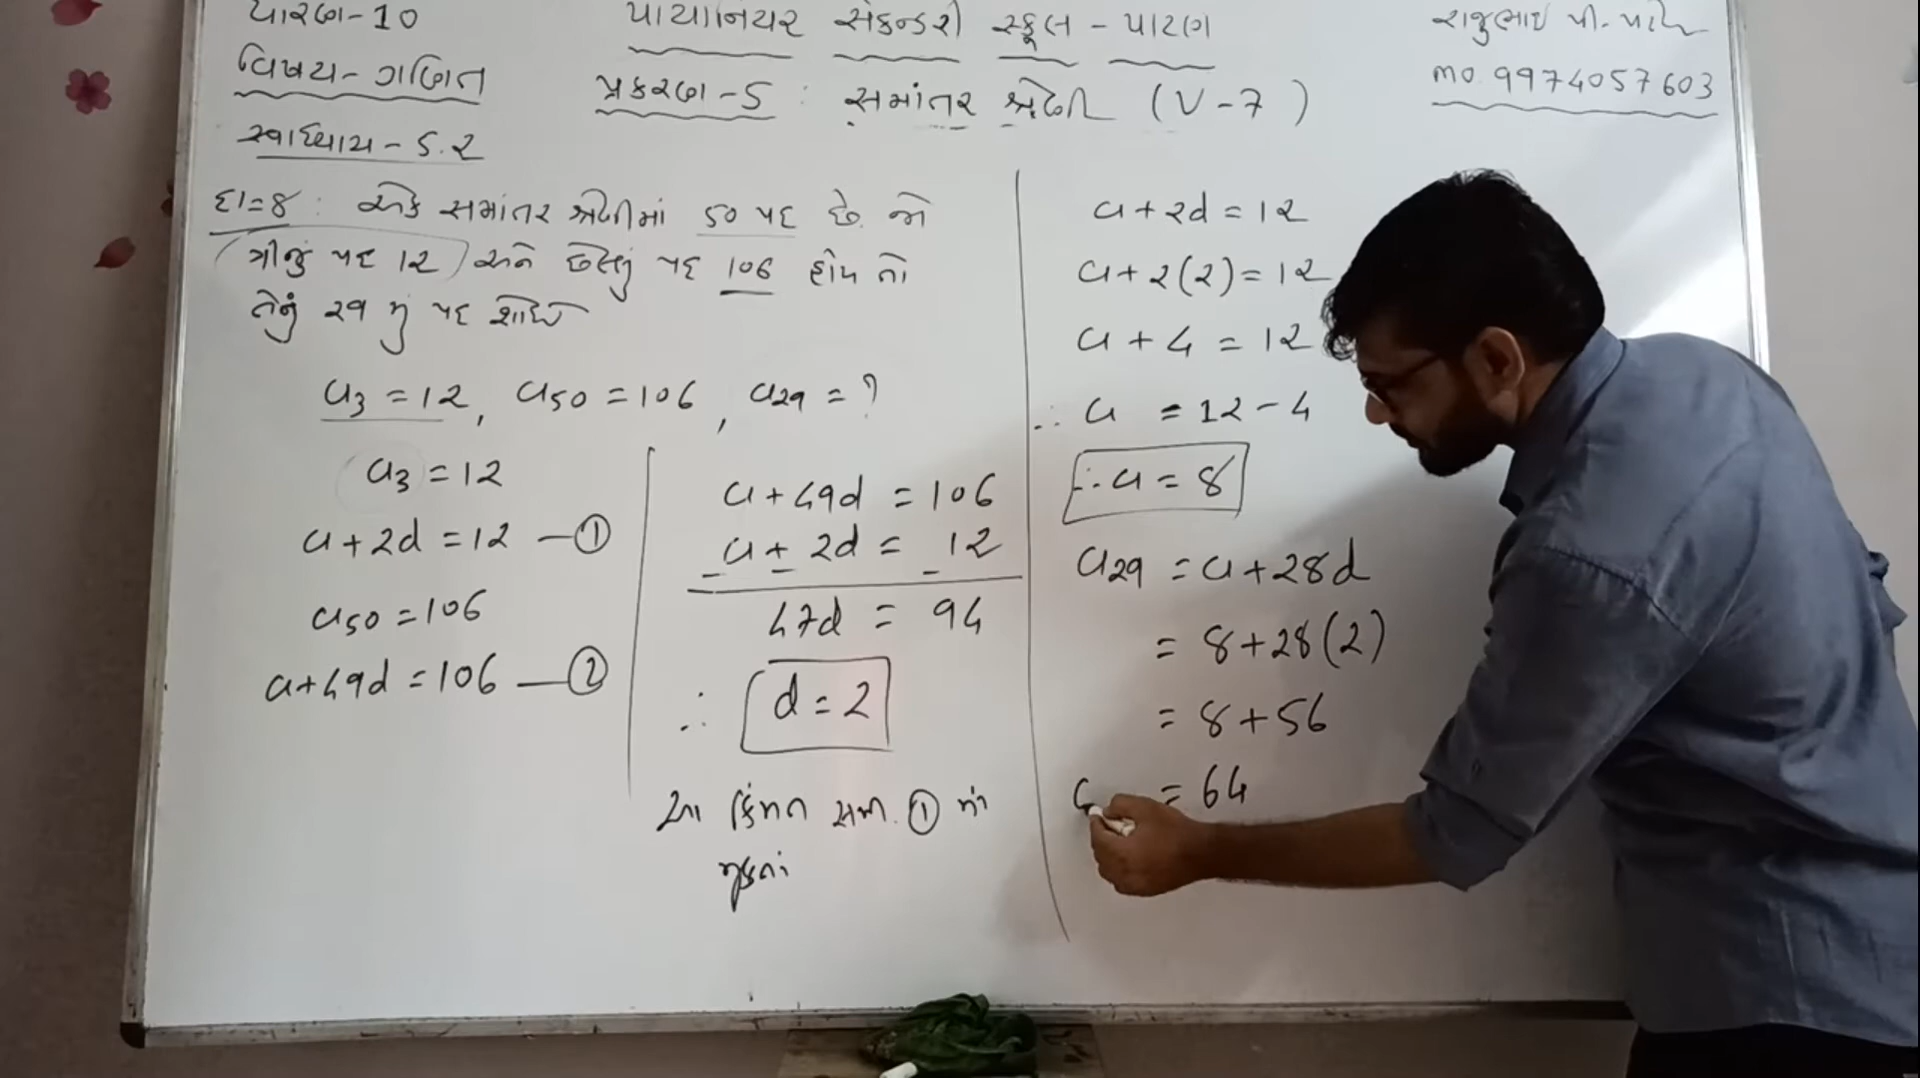 ધોરણ-10
વિષય-ગણિત
સ્વાધ્યાય-5.2
પાયોનિયર સેકન્ડરી સ્કૂલ - પાટણ
પ્રકરણ-5 : સમાંતર શ્રેણી (V-7)
રાજુભાઇ પી. પટેલ
mo. 9974057603
દા=8 : એક સમાંતર શ્રેણીમાં 50 પદ છે. જો
ત્રીજું પદ 12 અને છેલ્લું પદ 106 હોય તો
તેનું 29 મું પદ શોધો
a3 = 12, a50 = 106, a29 = ?
a3 = 12
a + 2d = 12 — ①
a50 = 106
a + 49d = 106 — ②
a + 49d = 106
a + 2d = 12
— — —
47d = 94
∴ d = 2
આ કિંમત સમી. ① માં
મૂકતાં
a + 2d = 12
a + 2(2) = 12
a + 4 = 12
∴ a = 12 - 4
∴ a = 8
a29 = a + 28d
= 8 + 28(2)
= 8 + 56
= 64